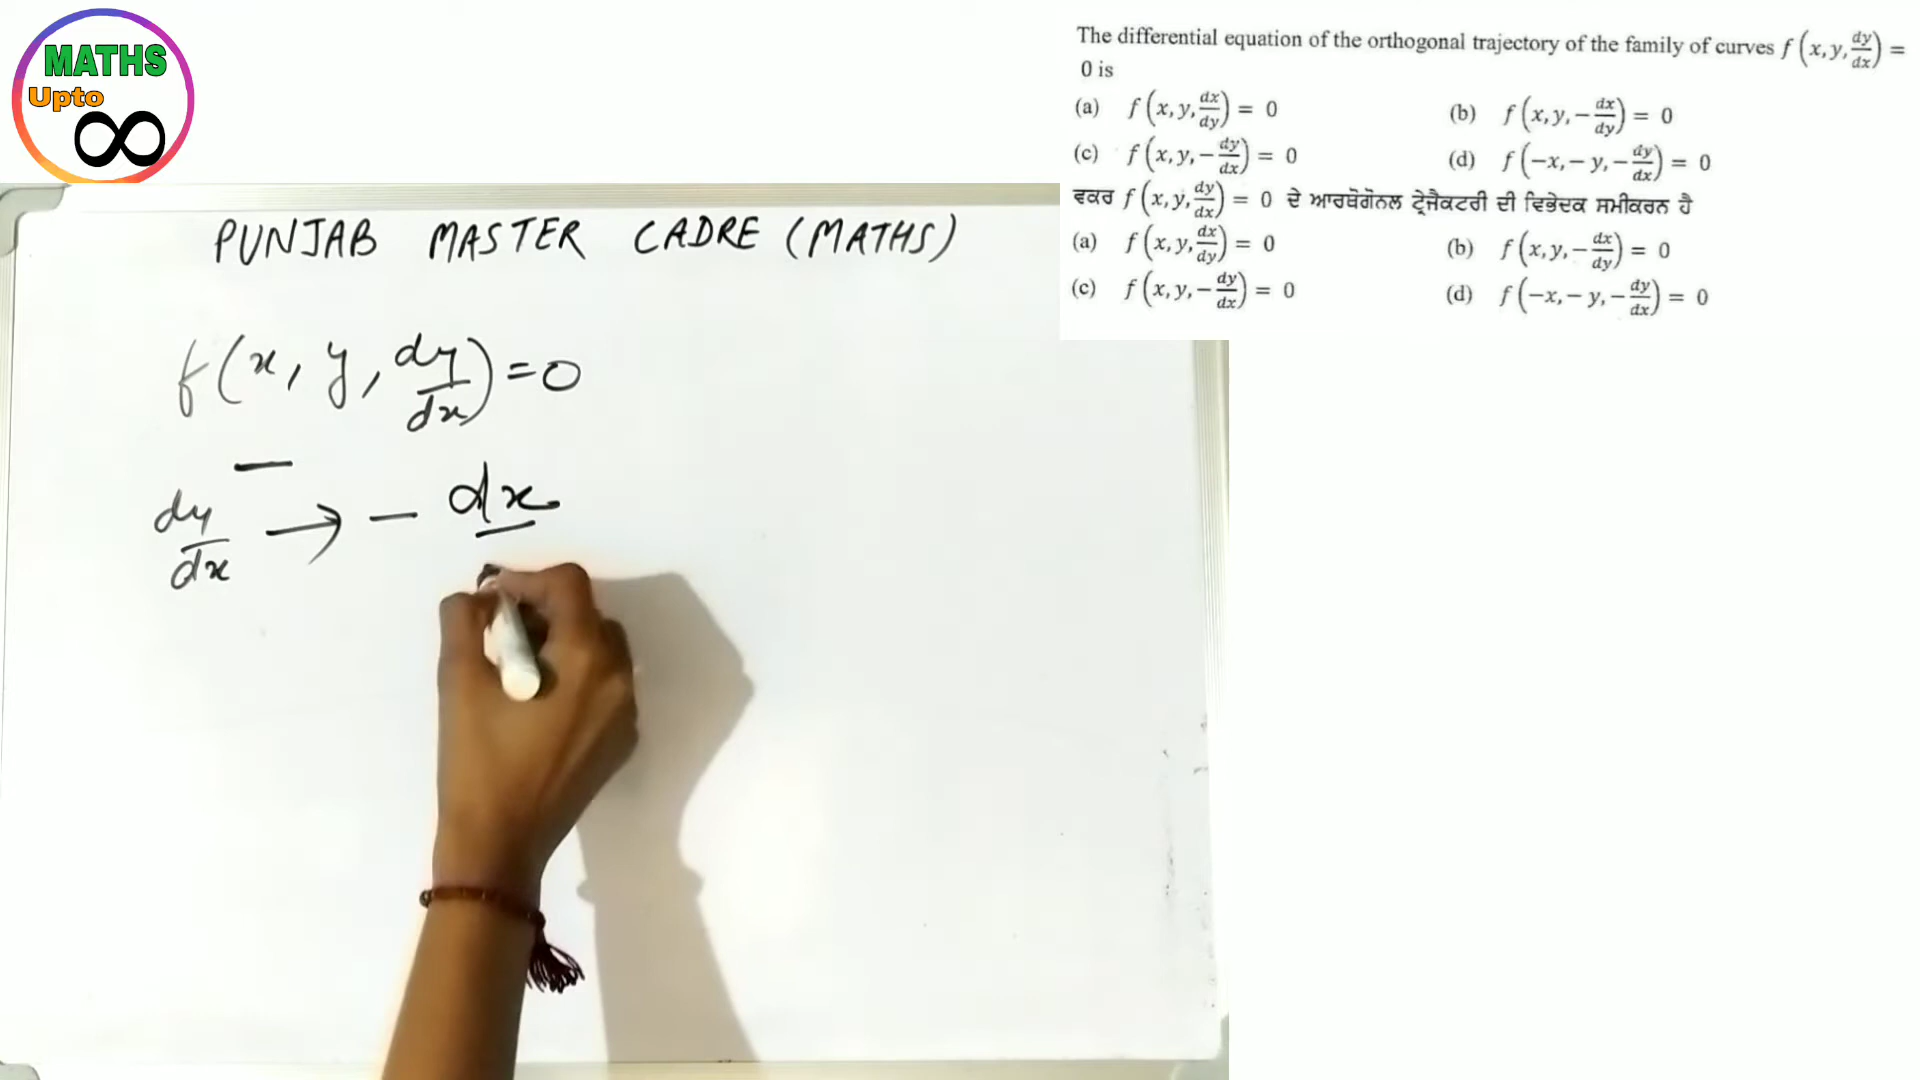 MATHS
Upto
∞
The differential equation of the orthogonal trajectory of the family of curves f(x, y, dy/dx) =
0 is
(a) f(x, y, dx/dy) = 0 (b) f(x, y, −dx/dy) = 0
(c) f(x, y, −dy/dx) = 0 (d) f(−x, − y, −dy/dx) = 0
ਵਕਰ f(x, y, dy/dx) = 0 ਦੇ ਆਰਥੋਗੋਨਲ ਟ੍ਰੇਜੈਕਟਰੀ ਦੀ ਵਿਭੇਦਕ ਸਮੀਕਰਨ ਹੈ
(a) f(x, y, dx/dy) = 0 (b) f(x, y, −dx/dy) = 0
(c) f(x, y, −dy/dx) = 0 (d) f(−x, − y, −dy/dx) = 0
PUNJAB MASTER CADRE (MATHS)
f(x, y, dy/dx) = 0
dy/dx → − dx